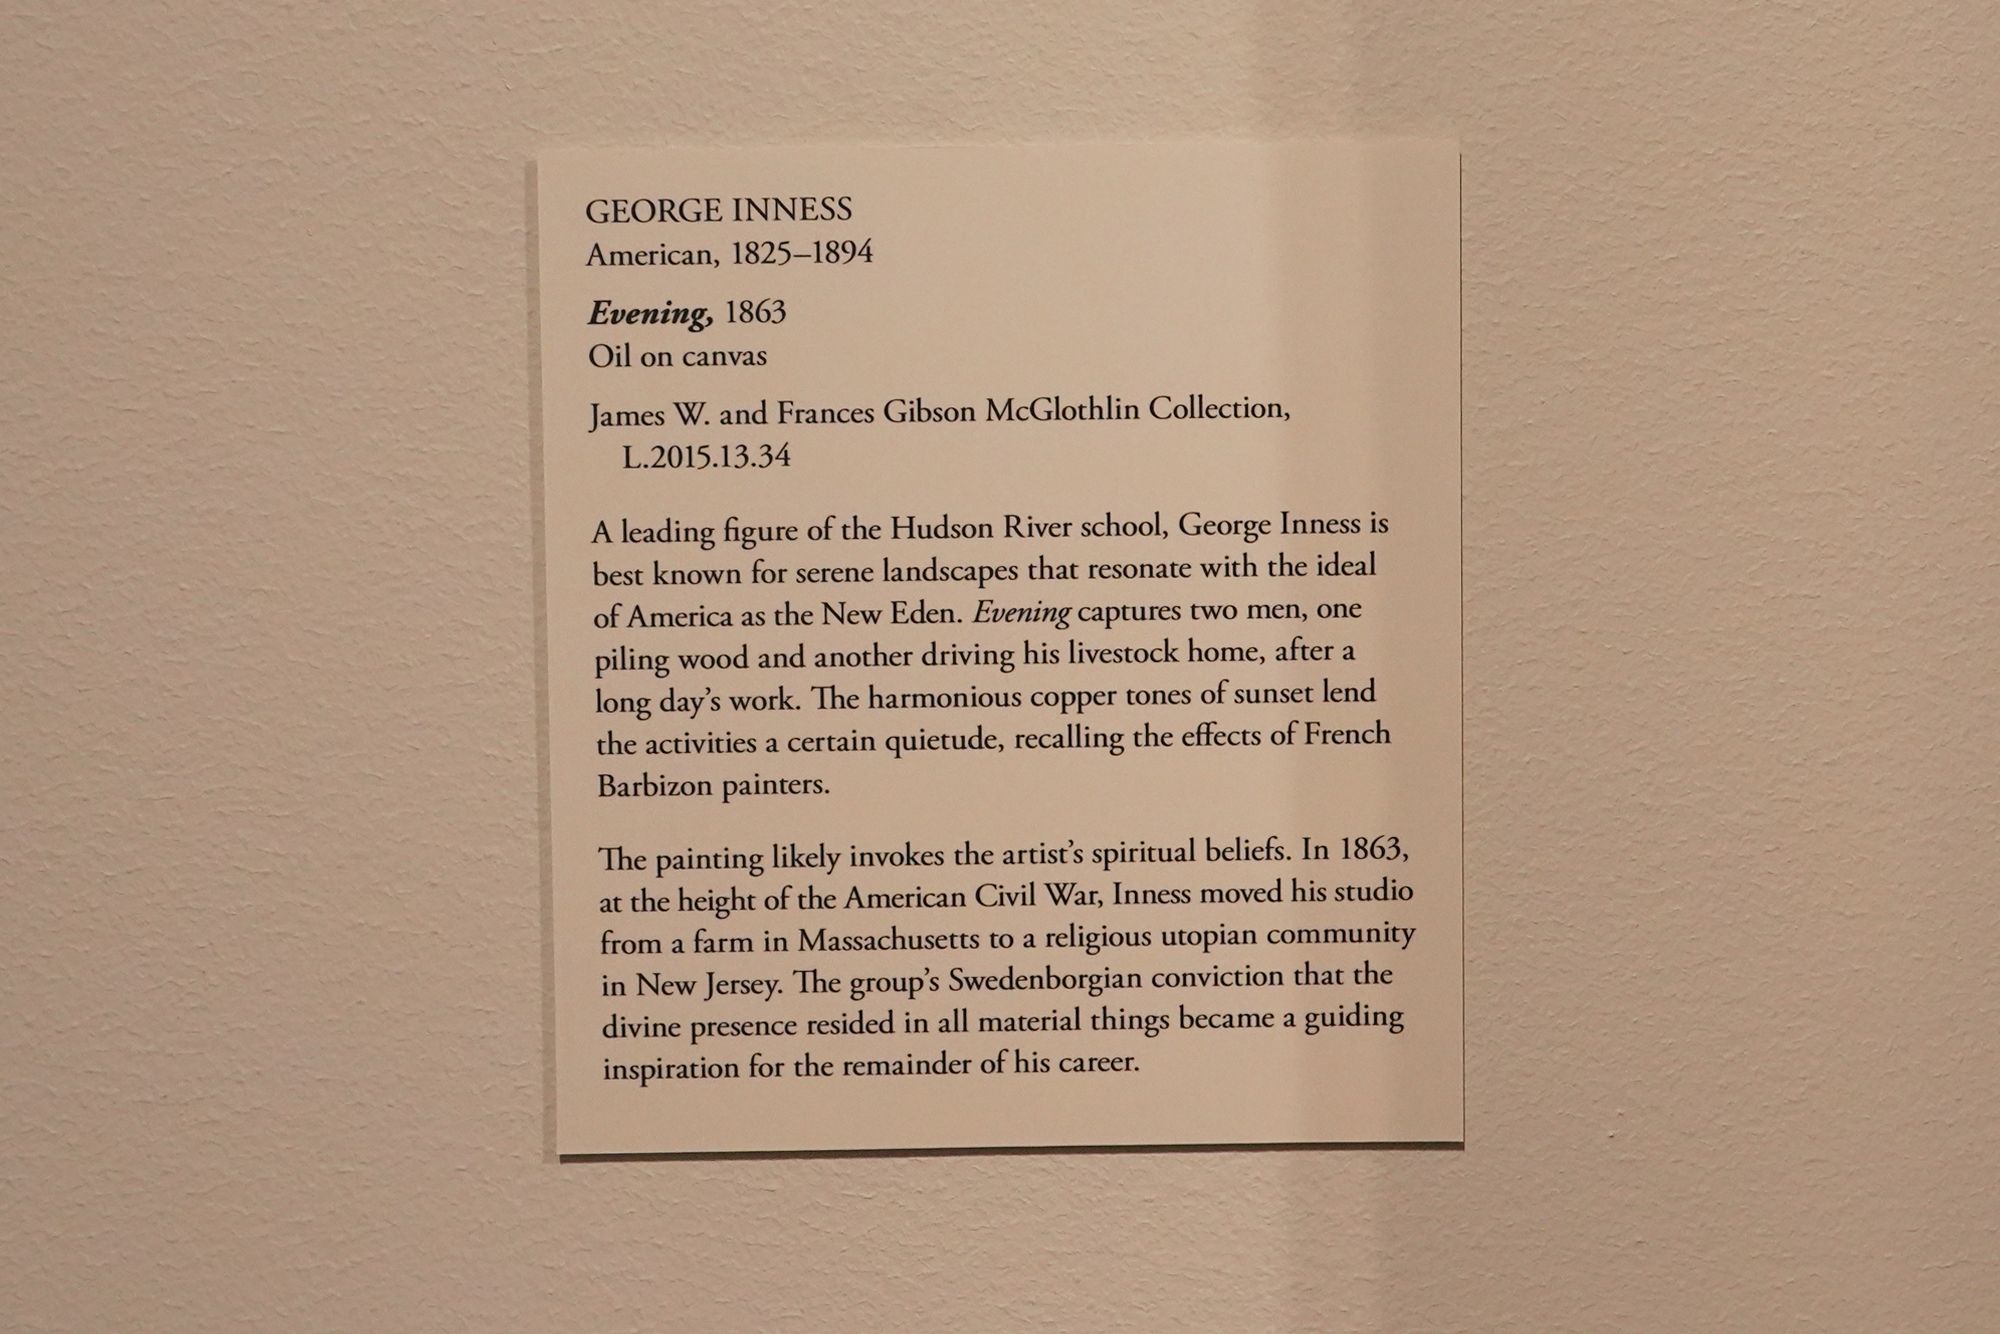 GEORGE INNESS
American, 1825–1894
Evening, 1863
Oil on canvas
James W. and Frances Gibson McGlothlin Collection,
L.2015.13.34
A leading figure of the Hudson River school, George Inness is
best known for serene landscapes that resonate with the ideal
of America as the New Eden. Evening captures two men, one
piling wood and another driving his livestock home, after a
long day’s work. The harmonious copper tones of sunset lend
the activities a certain quietude, recalling the effects of French
Barbizon painters.
The painting likely invokes the artist’s spiritual beliefs. In 1863,
at the height of the American Civil War, Inness moved his studio
from a farm in Massachusetts to a religious utopian community
in New Jersey. The group’s Swedenborgian conviction that the
divine presence resided in all material things became a guiding
inspiration for the remainder of his career.